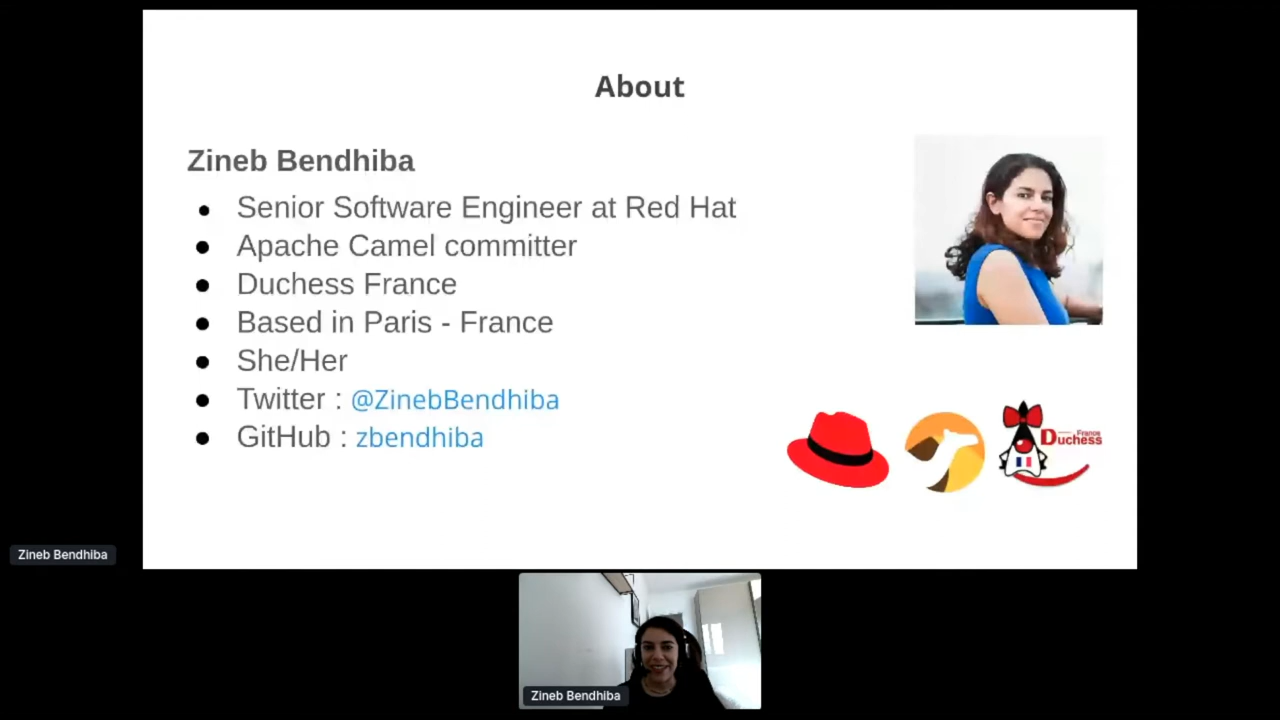 About
Zineb Bendhiba
Senior Software Engineer at Red Hat
Apache Camel committer
Duchess France
Based in Paris - France
She/Her
Twitter : @ZinebBendhiba
GitHub : zbendhiba
France
Duchess
Zineb Bendhiba
Zineb Bendhiba